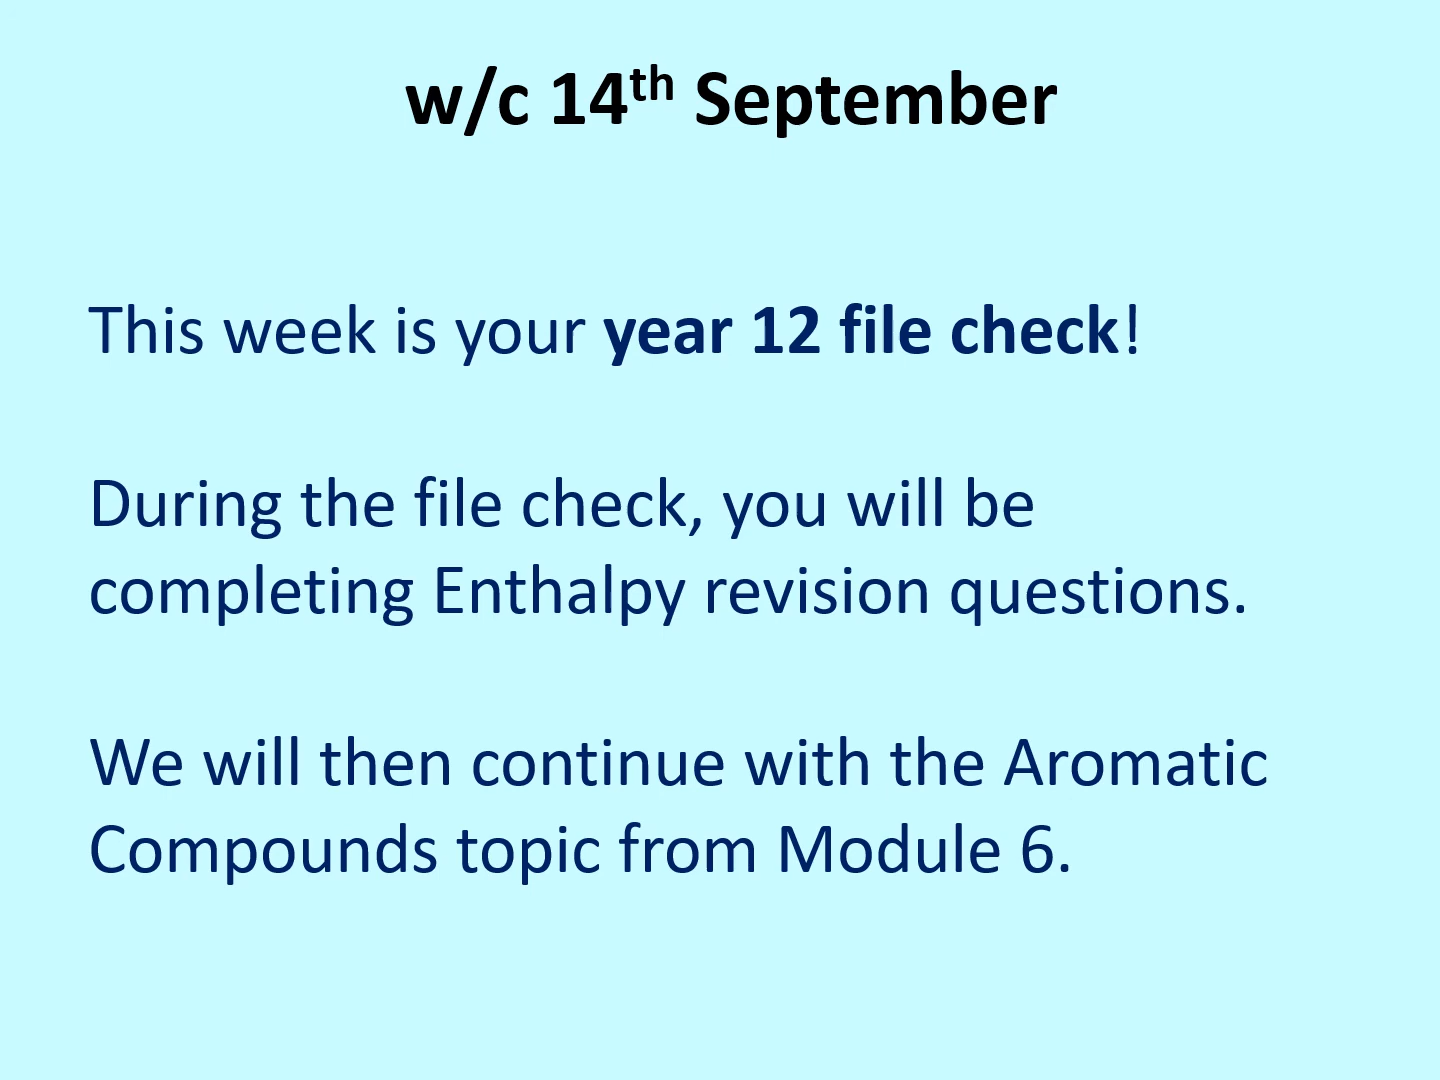 w/c 14th September
This week is your year 12 file check!
During the file check, you will be
completing Enthalpy revision questions.
We will then continue with the Aromatic
Compounds topic from Module 6.